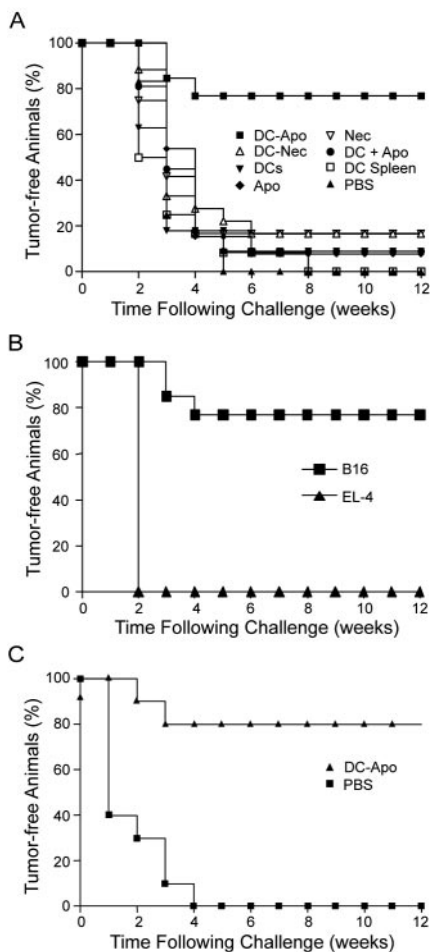 A
Tumor-free Animals (%)
100
80
60
40
20
0
DC-Apo
DC-Nec
DCs
Apo
Nec
DC + Apo
DC Spleen
PBS
0 2 4 6 8 10 12
Time Following Challenge (weeks)
B
Tumor-free Animals (%)
100
80
60
40
20
0
B16
EL-4
0 2 4 6 8 10 12
Time Following Challenge (weeks)
C
Tumor-free Animals (%)
100
80
60
40
20
0
DC-Apo
PBS
0 2 4 6 8 10 12
Time Following Challenge (weeks)